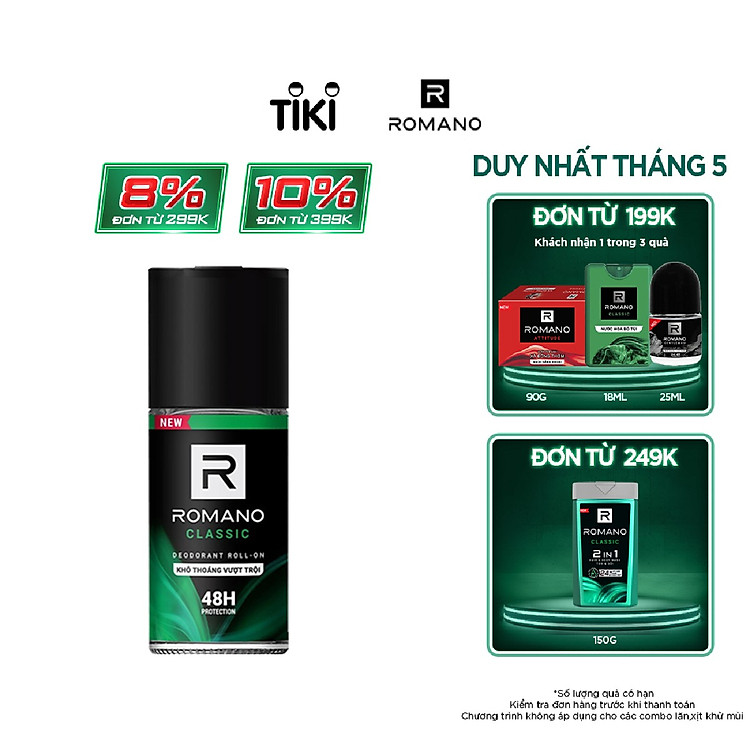 TiKi
R
ROMANO
8%
ĐƠN TỪ 299K
10%
ĐƠN TỪ 399K
DUY NHẤT THÁNG 5
ĐƠN TỪ 199K
Khách nhận 1 trong 3 quà
R
ROMANO
ATTITUDE
R
ROMANO
CLASSIC
NƯỚC HOA BỎ TÚI
R
ROMANO
90G
18ML
25ML
NEW
R
ROMANO
CLASSIC
DEODORANT ROLL-ON
KHÔ THOÁNG VƯỢT TRỘI
48H
PROTECTION
ĐƠN TỪ 249K
R
ROMANO
CLASSIC
2 IN 1
150G
*Số lượng quà có hạn
Kiểm tra đơn hàng trước khi thanh toán
Chương trình không áp dụng cho các combo lăn,xịt khử mùi